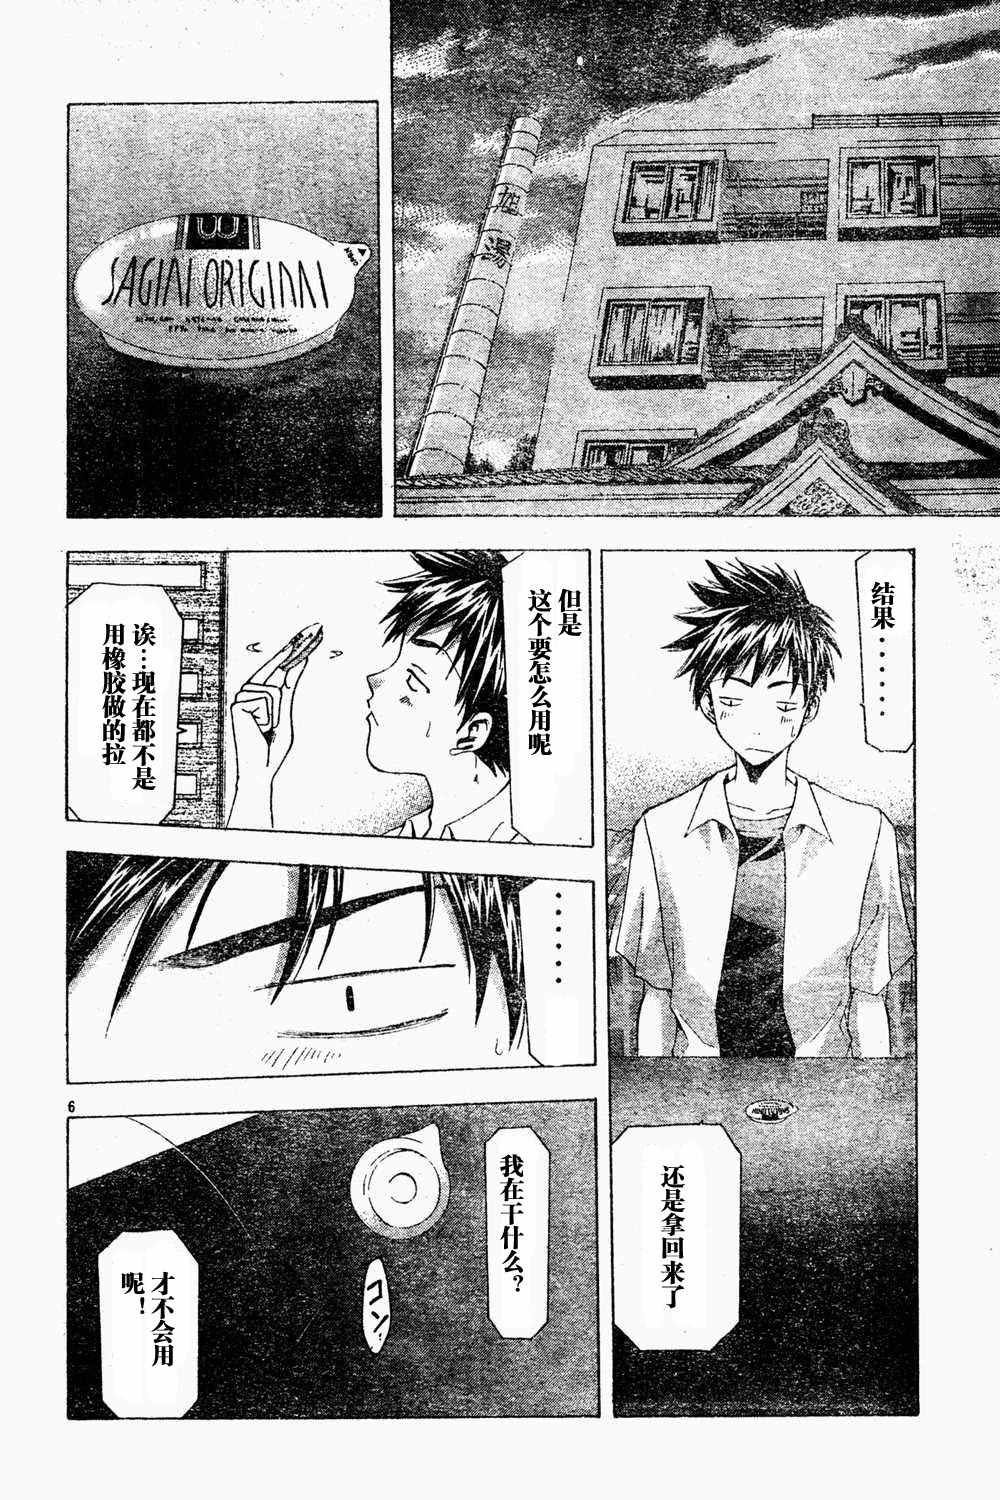 旭
湯
SAGIAI ORIGINAL
结果······
还是拿回来了
但是
这个要怎么用呢
诶…现在都不是
用橡胶做的拉
······
6
我在干什么?
コン
才不会用
呢!